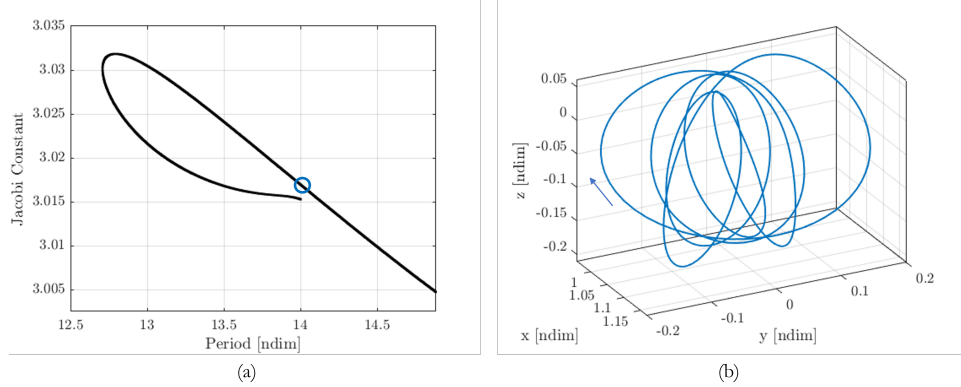 3.035
3.03
3.025
3.02
3.015
3.01
3.005
Jacobi Constant
12.5 13 13.5 14 14.5
Period [ndim]
(a)
0.05
0
-0.05
-0.1
-0.15
-0.2
z [ndim]
1
1.05
1.1
1.15
x [ndim]
-0.2
-0.1
0
0.1
0.2
y [ndim]
(b)